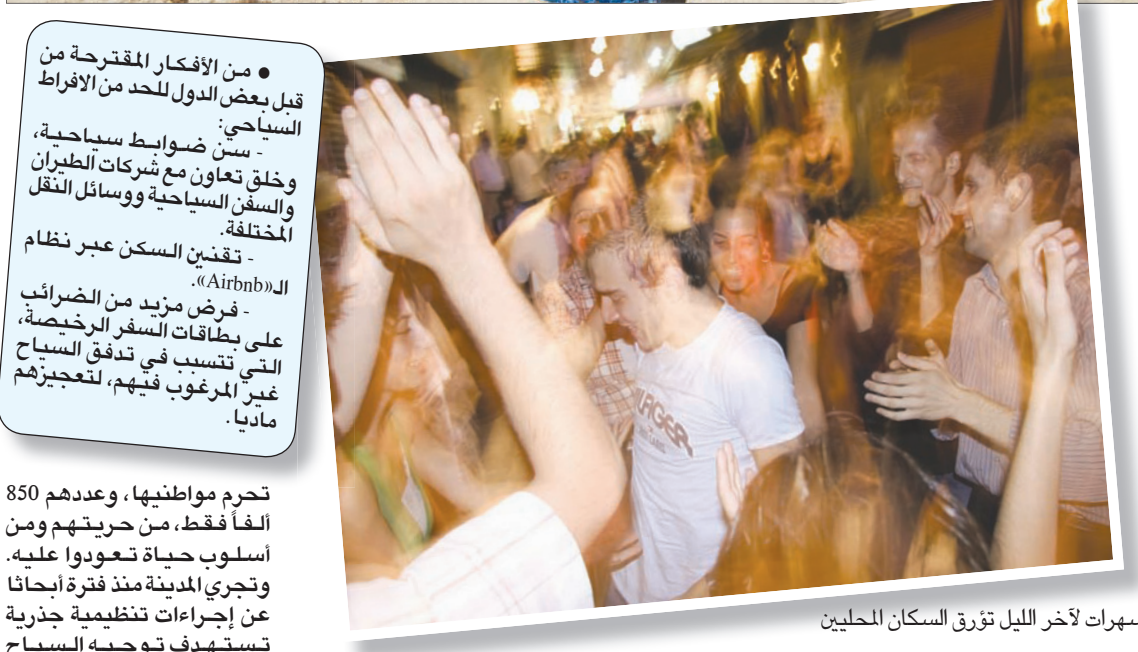 ● من الأفكار المقترحة من
قبل بعض الدول للحد من الافراط
السياحي:
- سن ضوابط سياحية،
وخلق تعاون مع شركات الطيران
والسفن السياحية ووسائل النقل
المختلفة.
- تقنين السكن عبر نظام
الـ«Airbnb».
- فرض مزيد من الضرائب
على بطاقات السفر الرخيصة،
التي تتسبب في تدفق السياح
غير المرغوب فيهم، لتعجيزهم
ماديا.
تحرم مواطنيها، وعددهم 850
ألفاً فقط، من حريتهم ومن
أسلوب حياة تعودوا عليه.
وتجري المدينة منذ فترة أبحاثا
عن إجراءات تنظيمية جذرية
تستهدف توجيه السياح
سهرات لآخر الليل تؤرق السكان المحليين